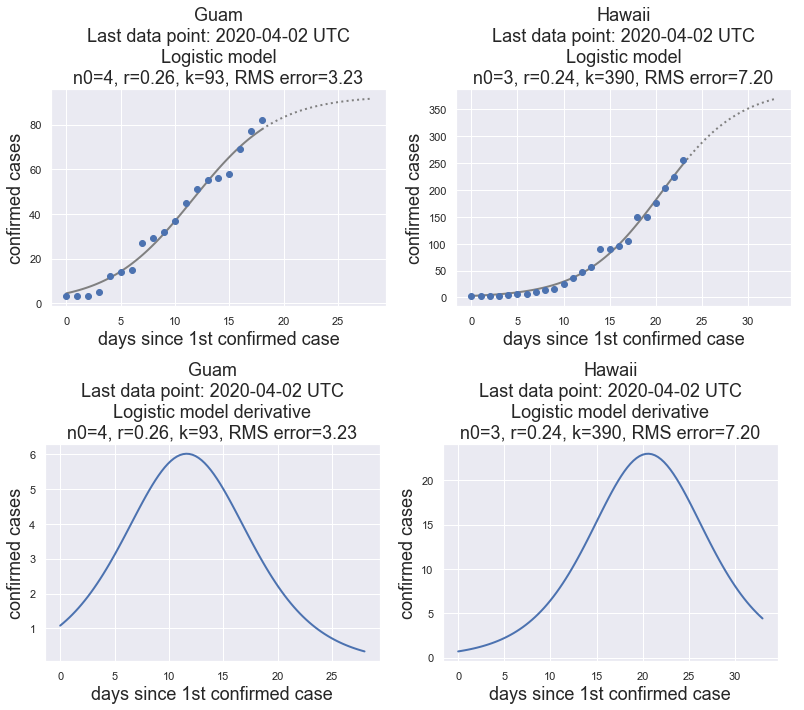 Guam
Last data point: 2020-04-02 UTC
Logistic model
n0=4, r=0.26, k=93, RMS error=3.23
confirmed cases
80
60
40
20
0
0 5 10 15 20 25
days since 1st confirmed case
Hawaii
Last data point: 2020-04-02 UTC
Logistic model
n0=3, r=0.24, k=390, RMS error=7.20
confirmed cases
350
300
250
200
150
100
50
0
0 5 10 15 20 25 30
days since 1st confirmed case
Guam
Last data point: 2020-04-02 UTC
Logistic model derivative
n0=4, r=0.26, k=93, RMS error=3.23
confirmed cases
6
5
4
3
2
1
0 5 10 15 20 25
days since 1st confirmed case
Hawaii
Last data point: 2020-04-02 UTC
Logistic model derivative
n0=3, r=0.24, k=390, RMS error=7.20
confirmed cases
20
15
10
5
0
0 5 10 15 20 25 30
days since 1st confirmed case